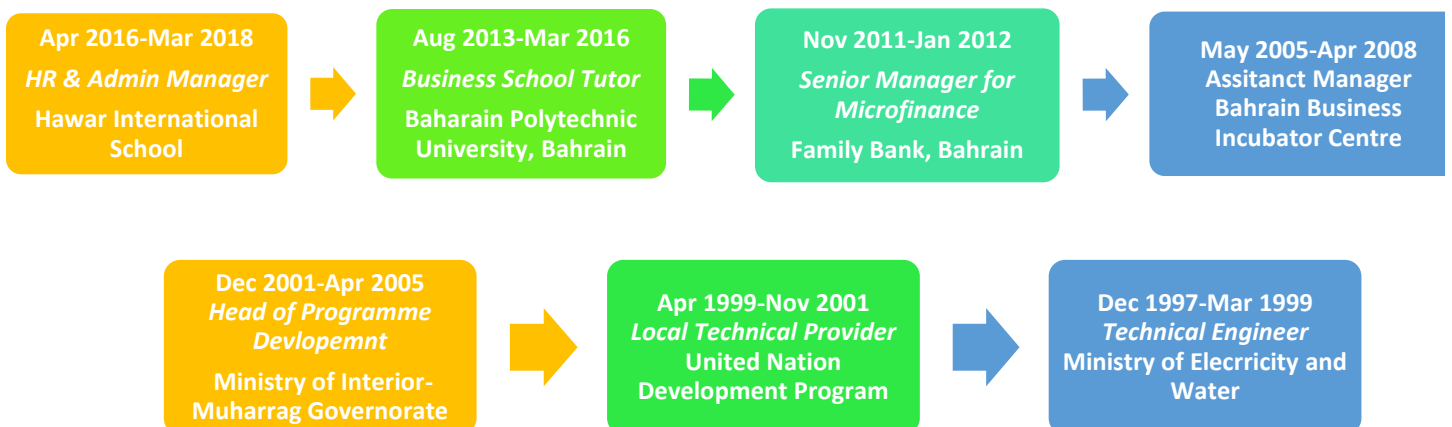 Apr 2016-Mar 2018
HR & Admin Manager
Hawar International
School
Aug 2013-Mar 2016
Business School Tutor
Baharain Polytechnic
University, Bahrain
Nov 2011-Jan 2012
Senior Manager for
Microfinance
Family Bank, Bahrain
May 2005-Apr 2008
Assitanct Manager
Bahrain Business
Incubator Centre
Dec 2001-Apr 2005
Head of Programme
Devlopemnt
Ministry of Interior-
Muharrag Governorate
Apr 1999-Nov 2001
Local Technical Provider
United Nation
Development Program
Dec 1997-Mar 1999
Technical Engineer
Ministry of Elecrricity and
Water